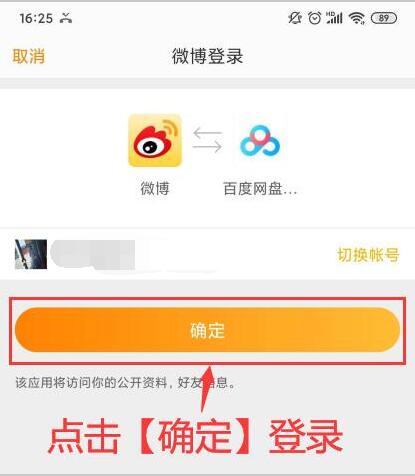 16:25 HD 89
取消 微博登录
微博 百度网盘...
切换帐号
确定
该应用将访问你的公开资料，好友信息。
点击【确定】登录